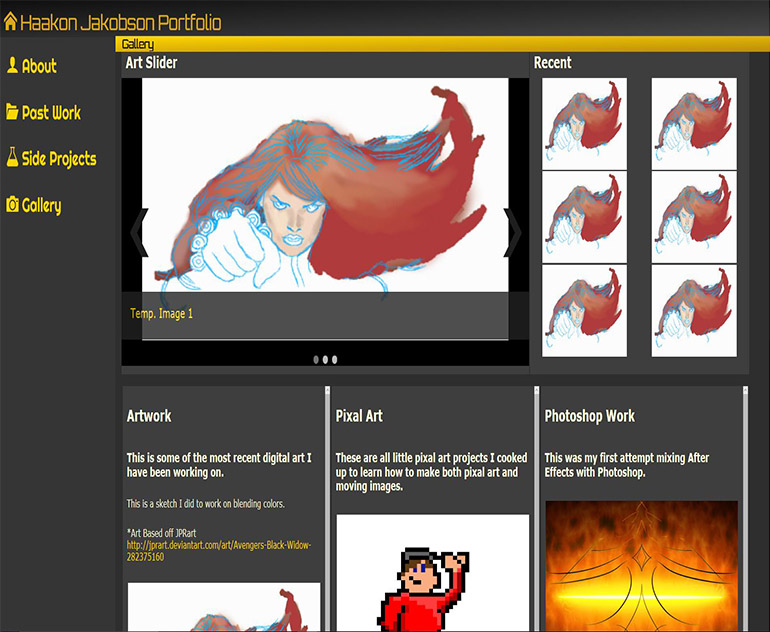 Haakon Jakobson Portfolio
Gallery
About
Past Work
Side Projects
Gallery
Art Slider
Temp. Image 1
Recent
Artwork
This is some of the most recent digital art I
have been working on.
This is a sketch I did to work on blending colors.
*Art Based off JPRart
http://jprart.deviantart.com/art/Avengers-Black-Widow-
282375160
Pixal Art
These are all little pixal art projects I cooked
up to learn how to make both pixal art and
moving images.
Photoshop Work
This was my first attempt mixing After
Effects with Photoshop.